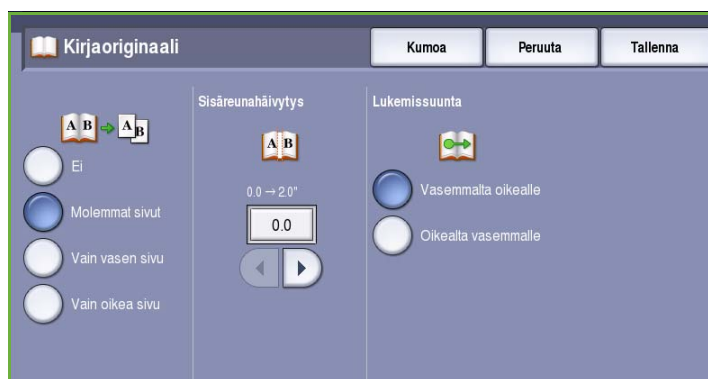 Kirjaoriginaali
Kumoa
Peruuta
Tallenna
A B A B
Ei
Molemmat sivut
Vain vasen sivu
Vain oikea sivu
Sisäreunahäivytys
A B
0.0 → 2.0"
0.0
Lukemissuunta
Vasemmalta oikealle
Oikealta vasemmalle